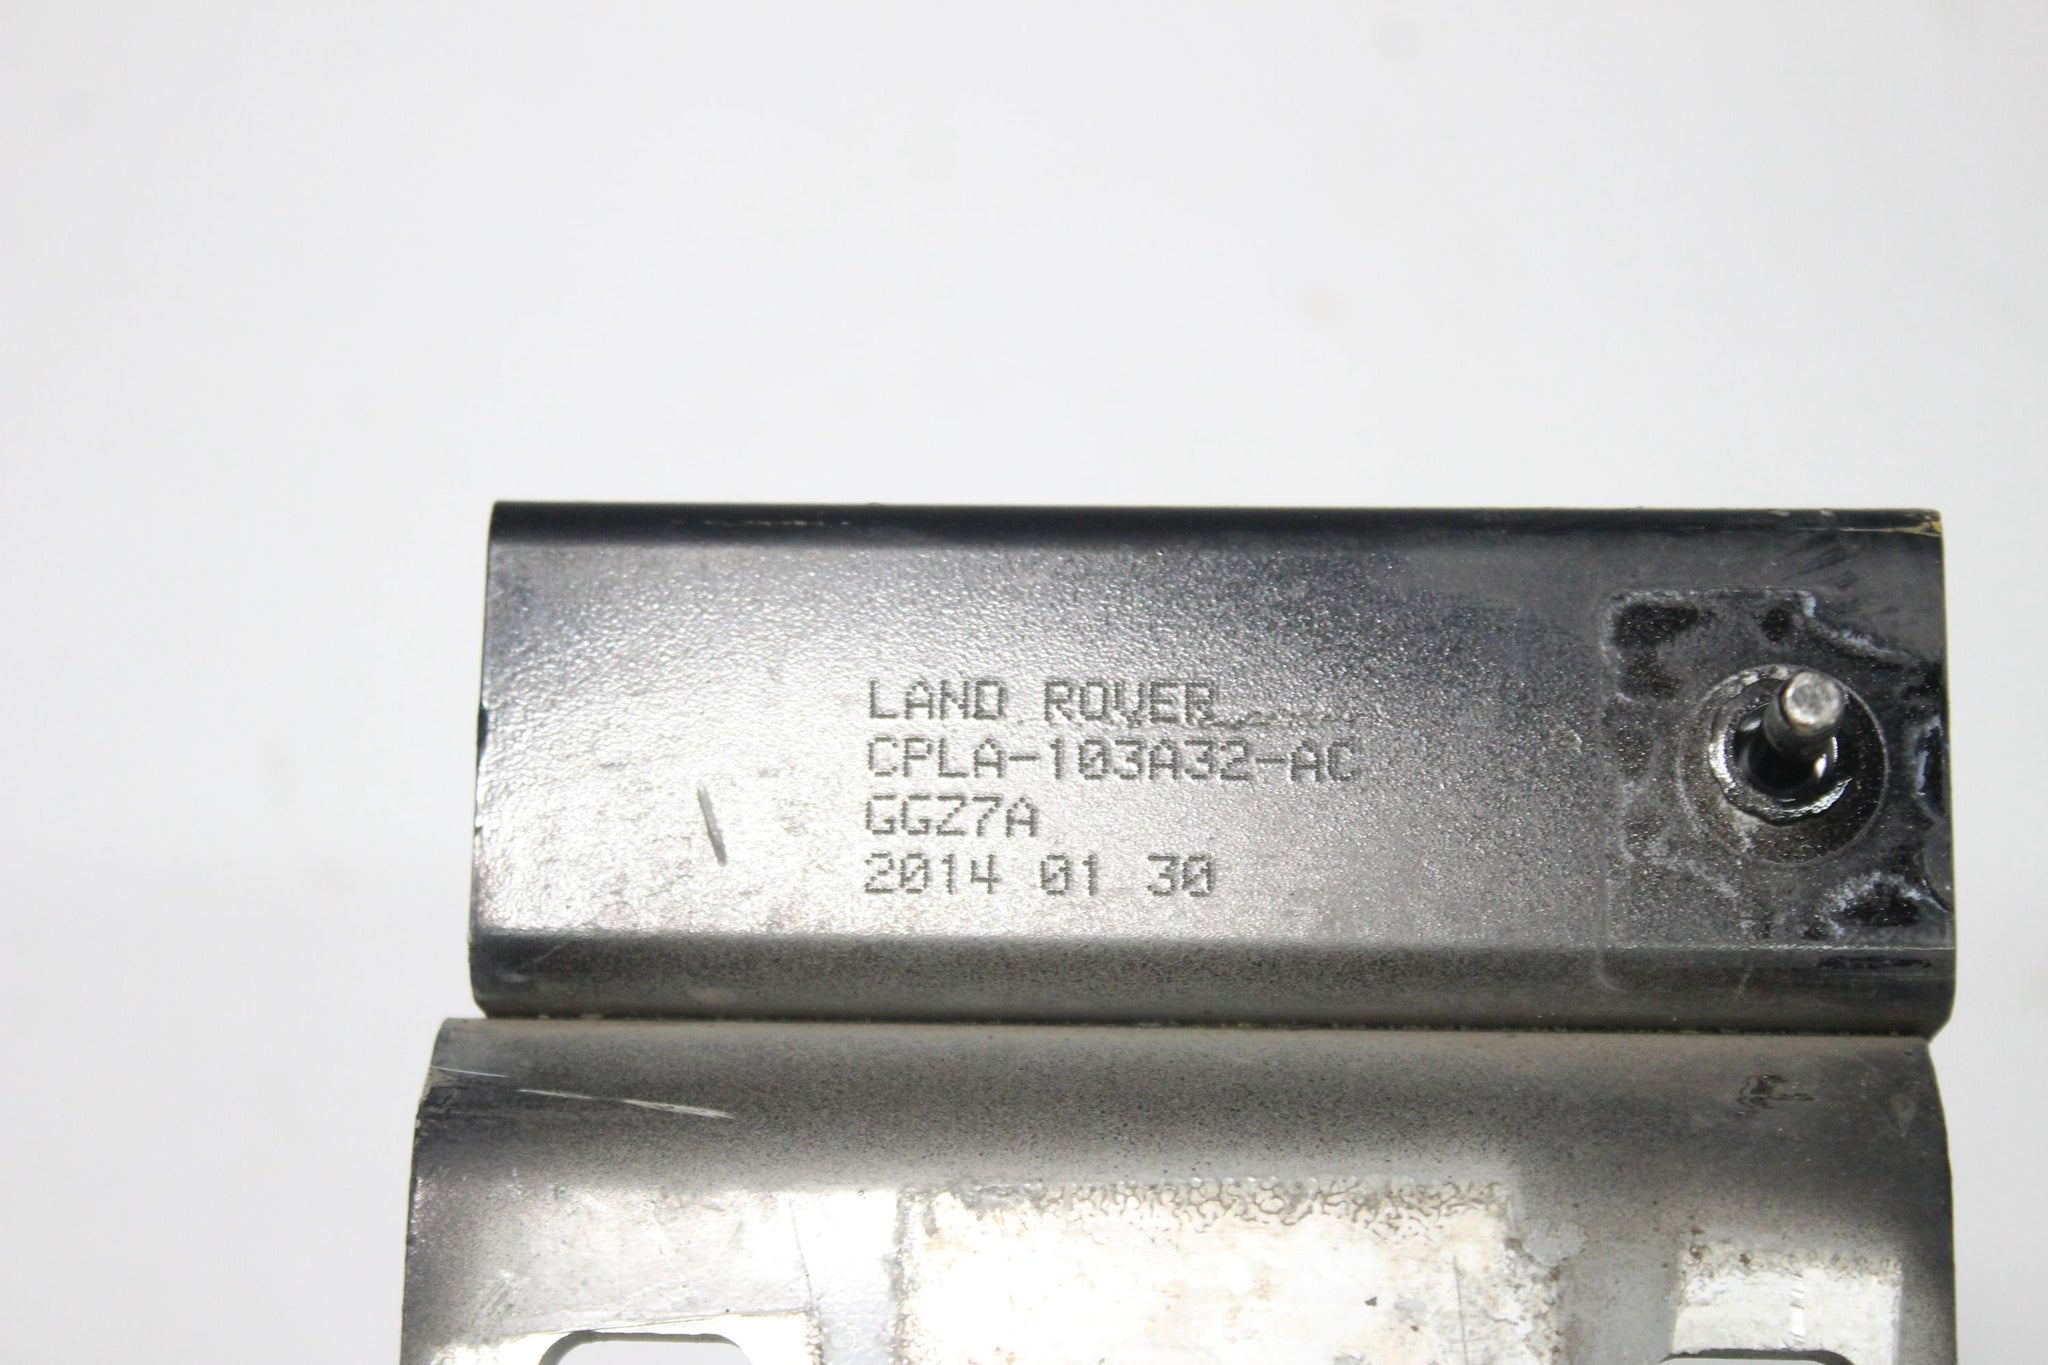 LAND ROVER
CPLA-103A32-AC
GGZ7A
2014 01 30